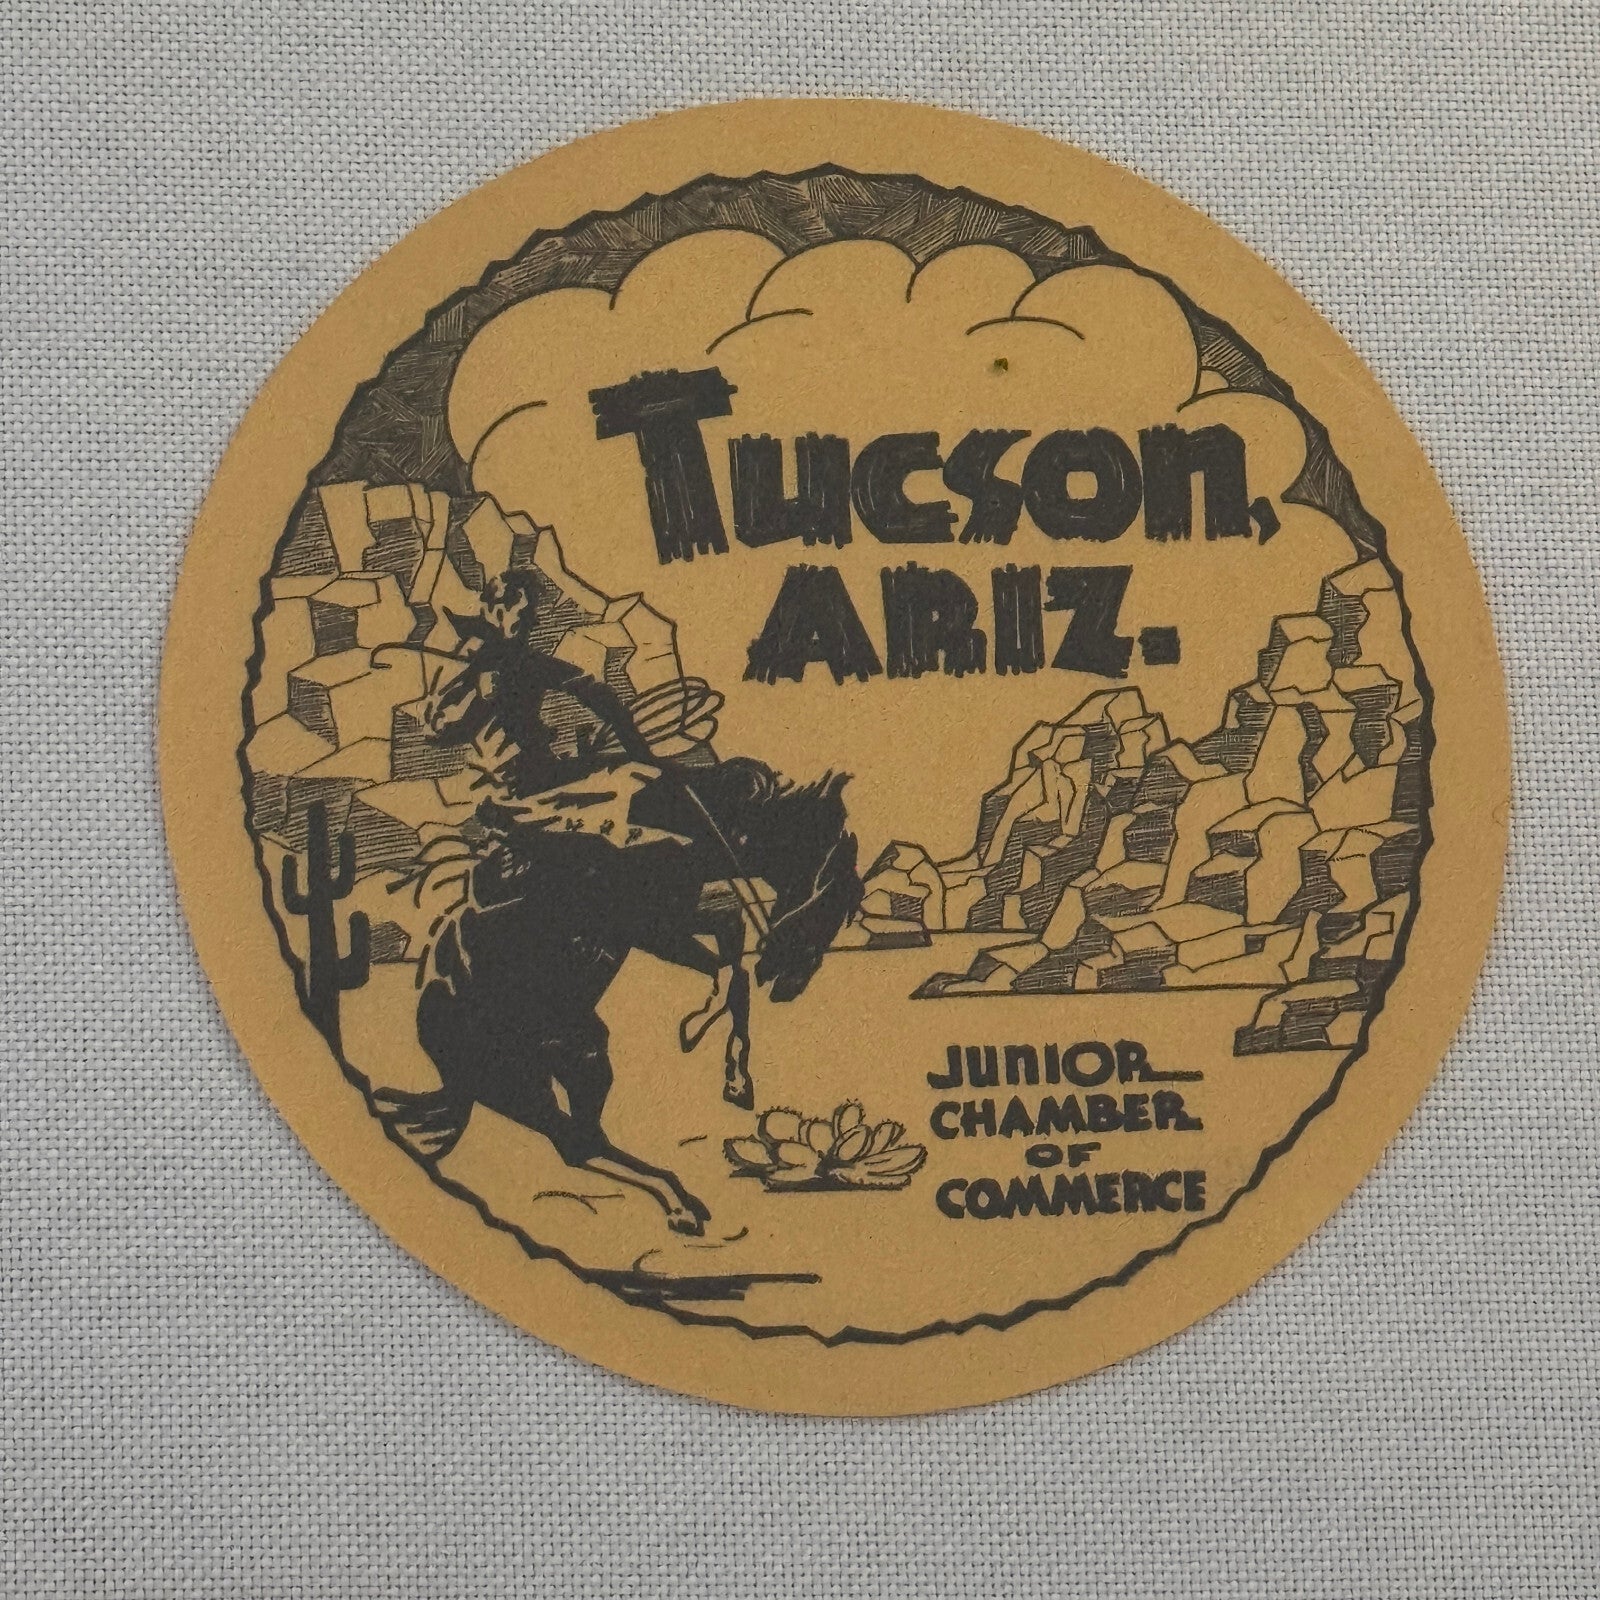 Tucson,
ARIZ.
JUNIOR
CHAMBER
OF
COMMERCE